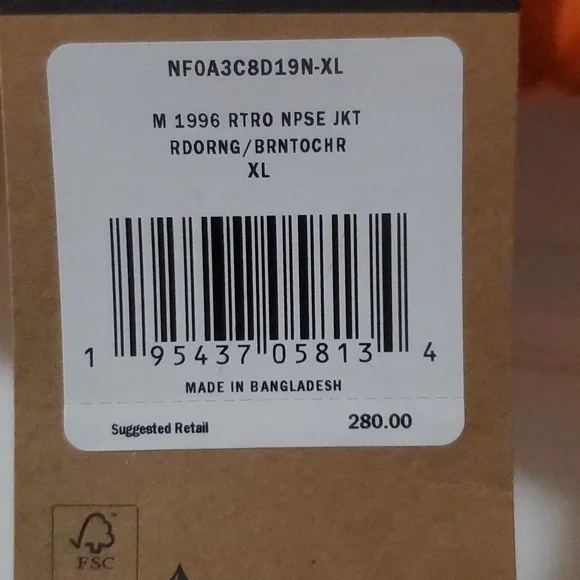 NF0A3C8D19N-XL
M 1996 RTRO NPSE JKT
RDORNG/BRNTOCHR
XL
1 95437 05813 4
MADE IN BANGLADESH
Suggested Retail 280.00
FSC